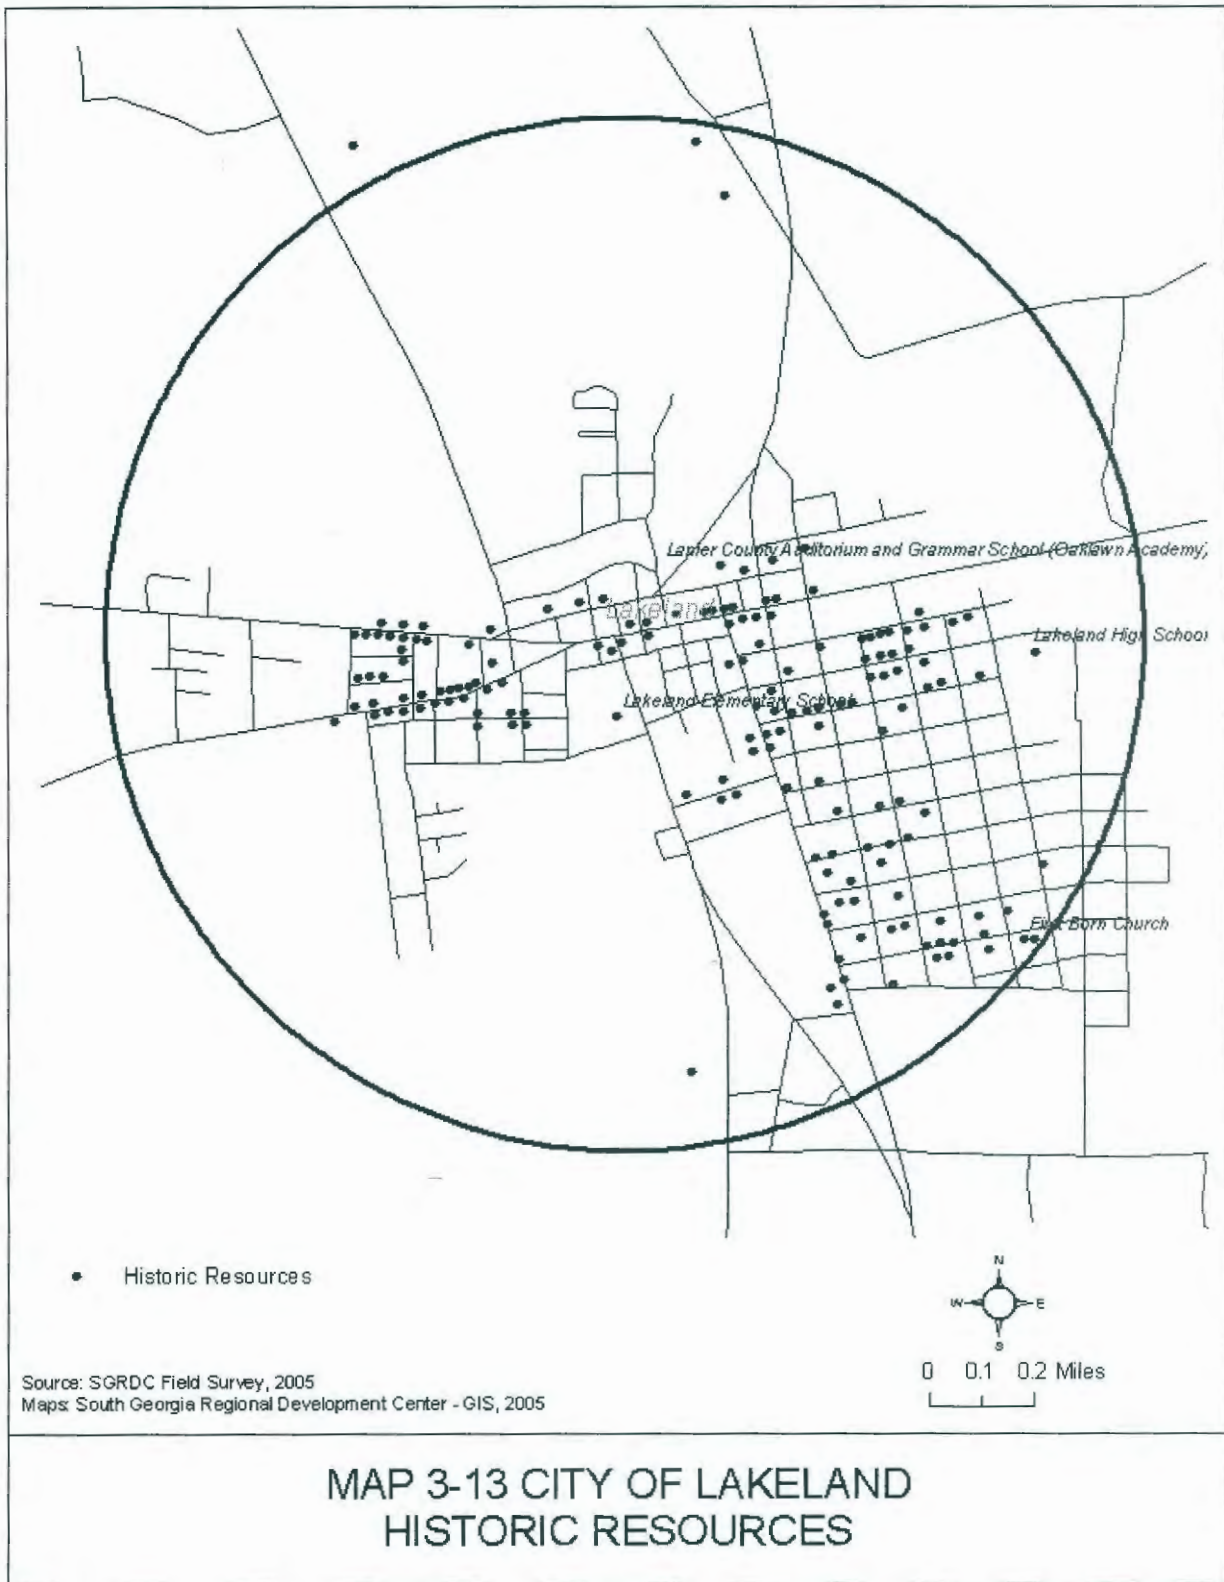 Lanier County Auditorium and Grammar School (Oaklawn Academy)
Lakeland
Lakeland High School
Lakeland Elementary School
First Born Church
Historic Resources
N
W E
S
0 0.1 0.2 Miles
Source: SGRDC Field Survey, 2005
Maps: South Georgia Regional Development Center - GIS, 2005
MAP 3-13 CITY OF LAKELAND
HISTORIC RESOURCES